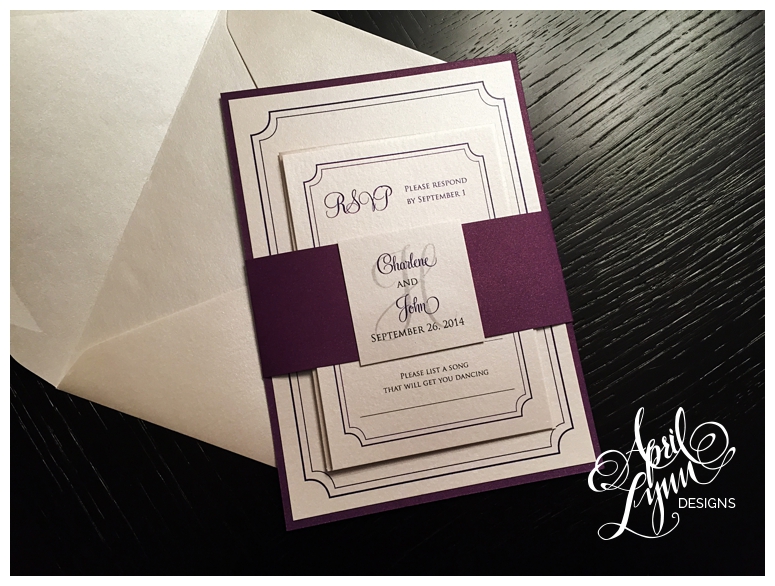 RSVP
Please respond
by September 1
H
Charlene
and
John
September 26, 2014
Please list a song
that will get you dancing
April
Lynn
DESIGNS